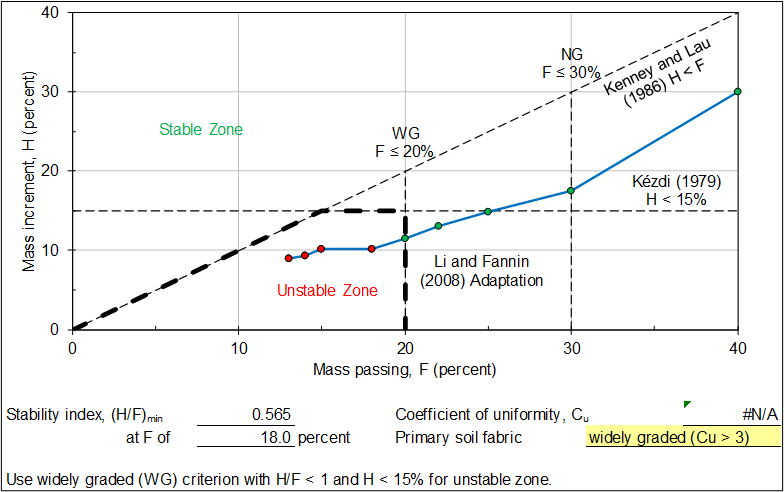 40
30
20
10
0
Mass increment, H (percent)
Stable Zone
WG
F ≤ 20%
NG
F ≤ 30%
Kenney and Lau
(1986) H < F
Kézdi (1979)
H < 15%
Li and Fannin
(2008) Adaptation
Unstable Zone
0 10 20 30 40
Mass passing, F (percent)
Stability index, (H/F)min 0.565 Coefficient of uniformity, Cu #N/A
at F of 18.0 percent Primary soil fabric widely graded (Cu > 3)
Use widely graded (WG) criterion with H/F < 1 and H < 15% for unstable zone.